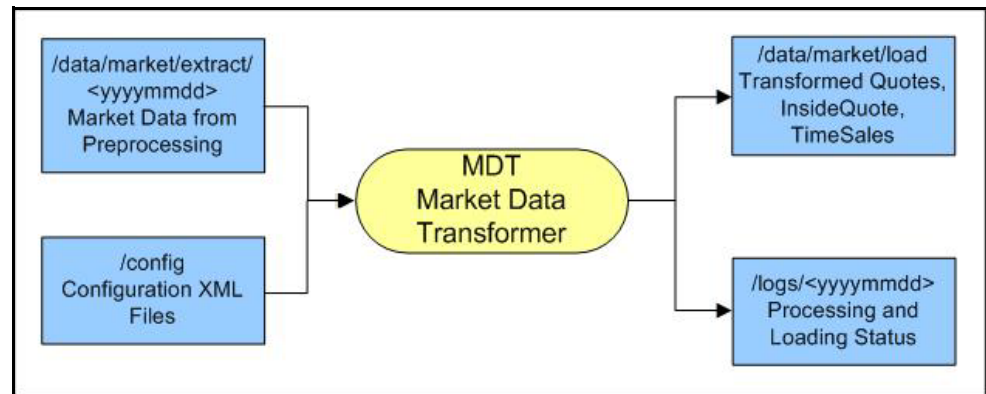 /data/market/extract/
<yyyymmdd>
Market Data from
Preprocessing
/config
Configuration XML
Files
MDT
Market Data
Transformer
/data/market/load
Transformed Quotes,
InsideQuote,
TimeSales
/logs/<yyyymmdd>
Processing and
Loading Status